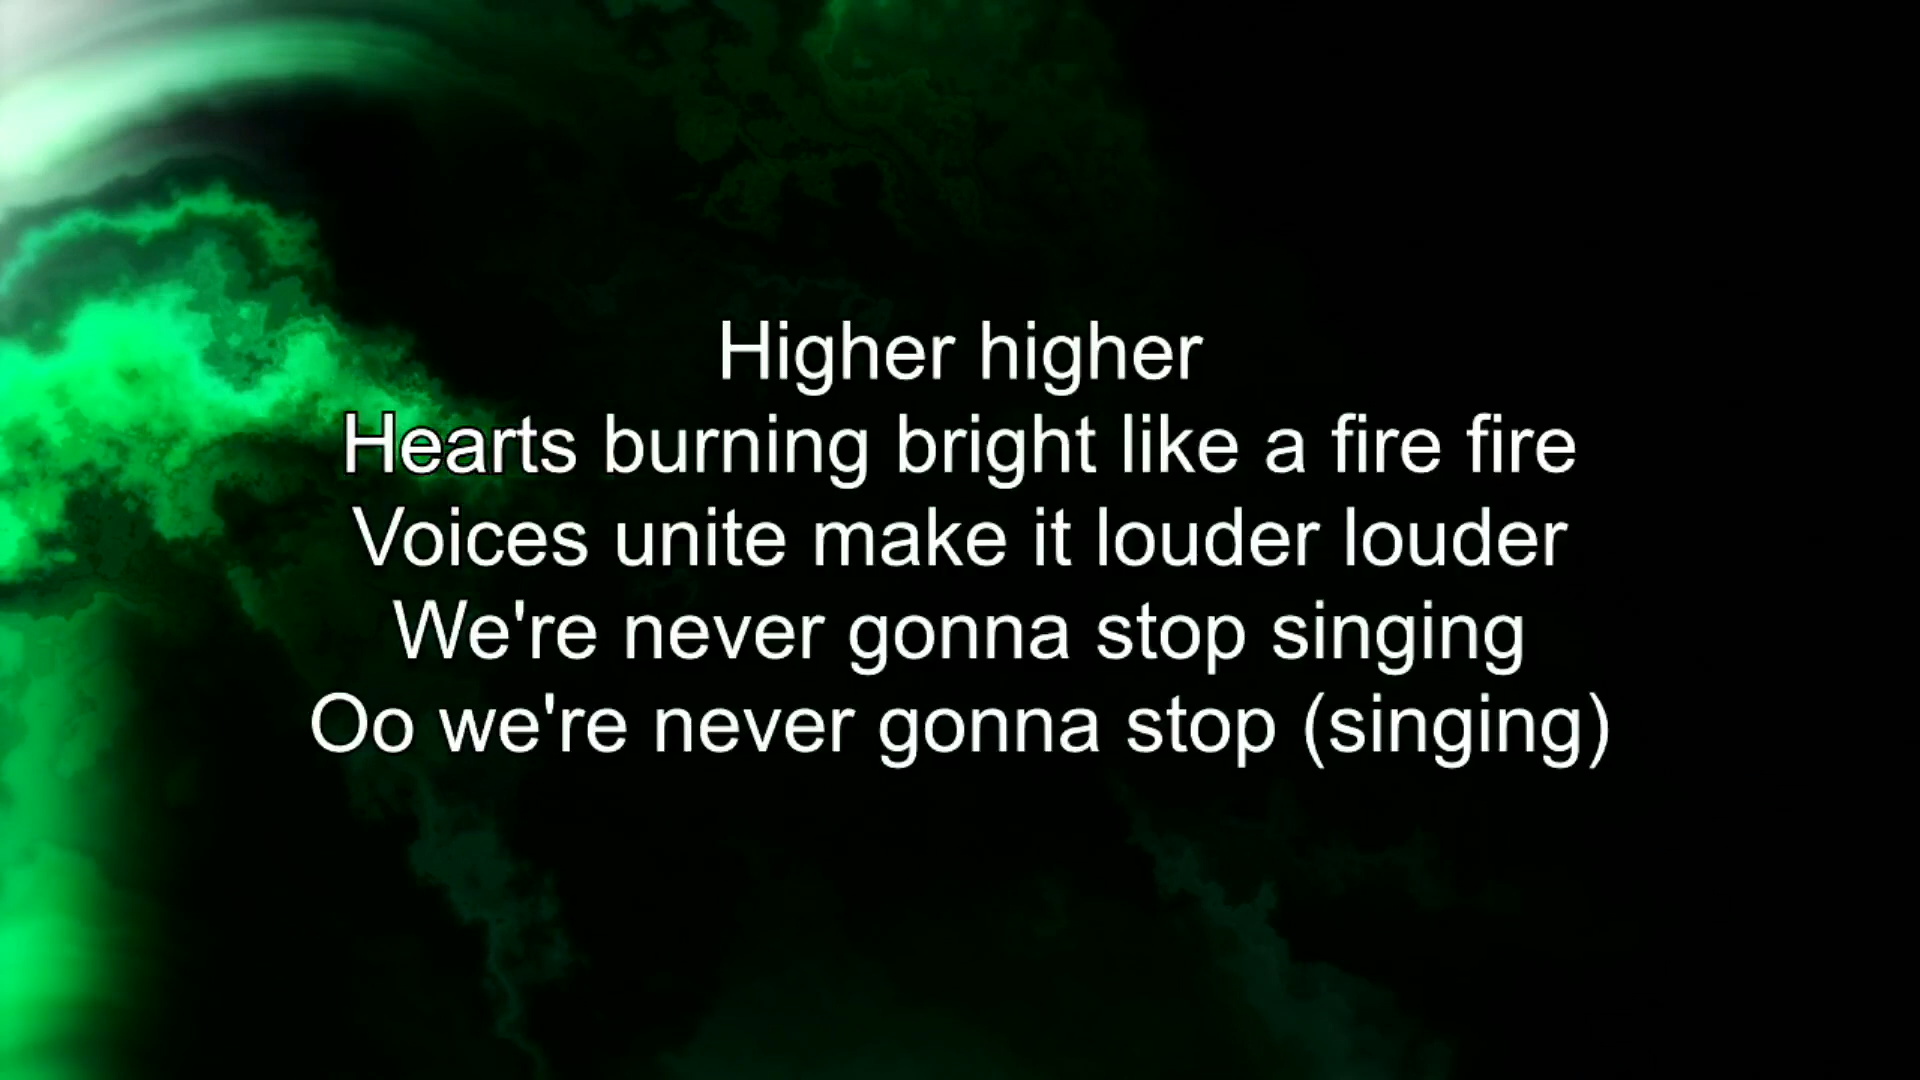 Higher higher
Hearts burning bright like a fire fire
Voices unite make it louder louder
We're never gonna stop singing
Oo we're never gonna stop (singing)